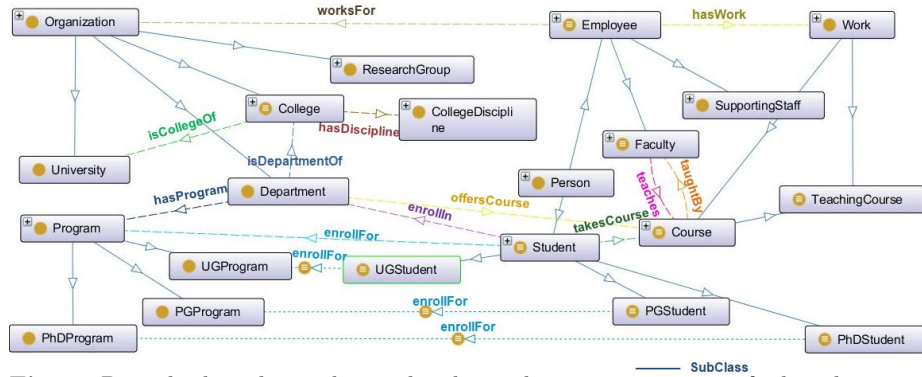 Organization
worksFor
Employee
hasWork
Work
ResearchGroup
College
CollegeDiscipli
ne
hasDiscipline
SupportingStaff
isCollegeOf
Faculty
University
isDepartmentOf
Person
teaches
taughtBy
TeachingCourse
hasProgram
Department
offersCourse
enrollIn
takesCourse
Program
enrollFor
Student
Course
UGProgram
enrollFor
UGStudent
PGProgram
enrollFor
PGStudent
PhDProgram
enrollFor
PhDStudent
SubClass